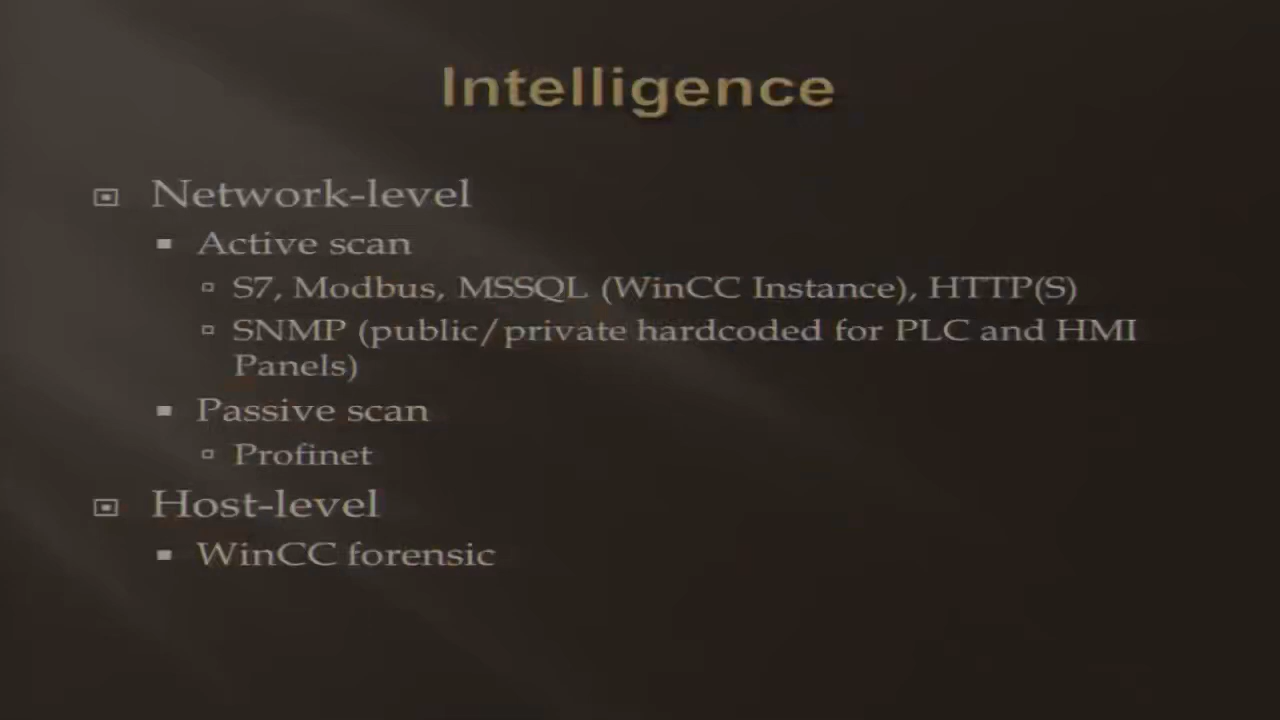 Intelligence
Network-level
Active scan
S7, Modbus, MSSQL (WinCC Instance), HTTP(S)
SNMP (public/private hardcoded for PLC and HMI
Panels)
Passive scan
Profinet
Host-level
WinCC forensic